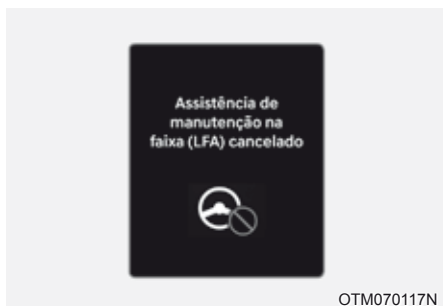 Assistência de
manutenção na
faixa (LFA) cancelado
OTM070117N